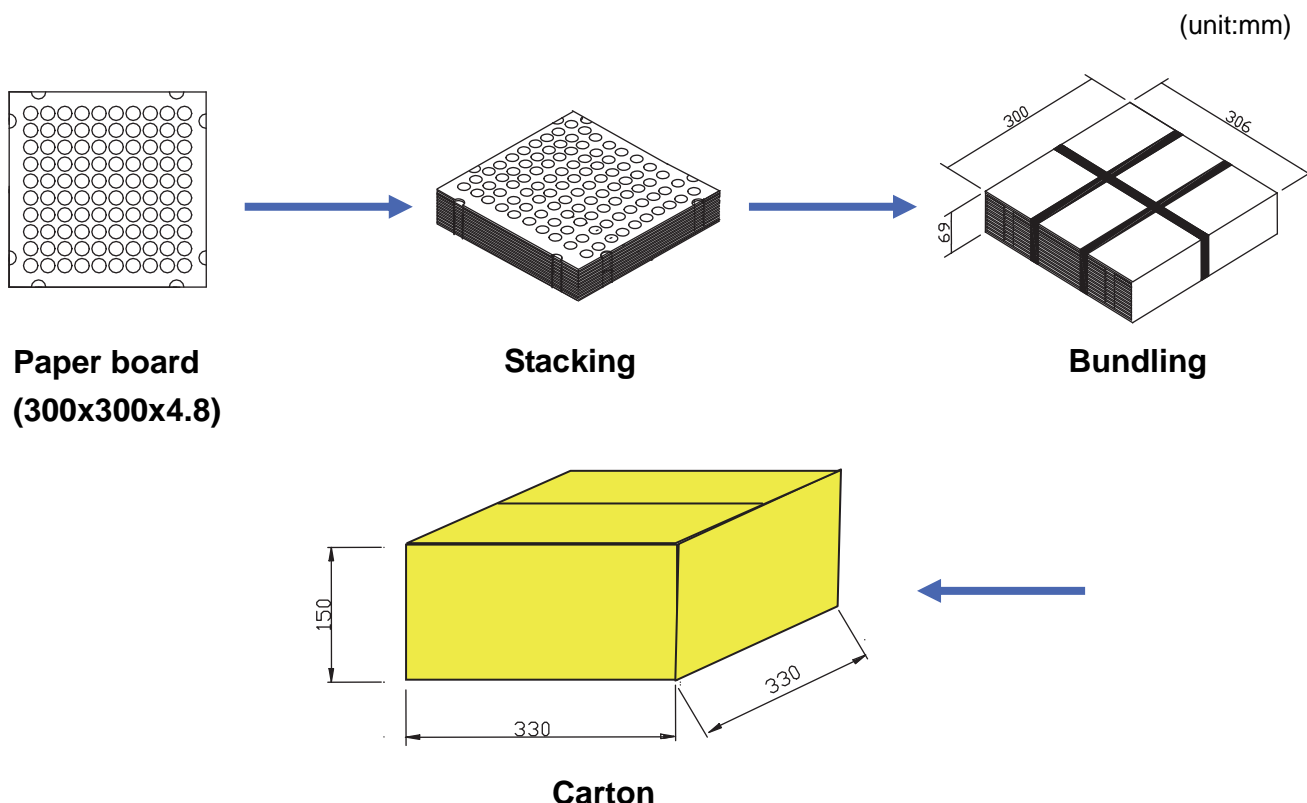 (unit:mm)
300
306
69
Paper board
(300x300x4.8)
Stacking
Bundling
150
330
330
Carton